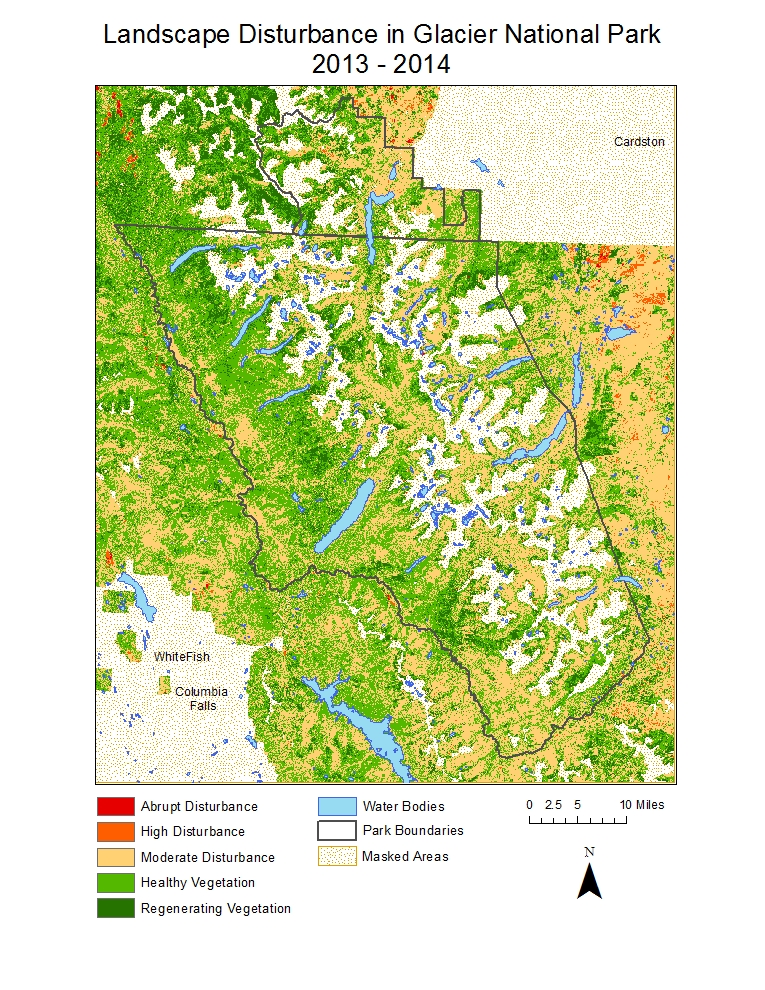 Landscape Disturbance in Glacier National Park
2013 - 2014
Cardston
WhiteFish
Columbia
Falls
Abrupt Disturbance
High Disturbance
Moderate Disturbance
Healthy Vegetation
Regenerating Vegetation
Water Bodies
Park Boundaries
Masked Areas
0 2.5 5 10 Miles
N